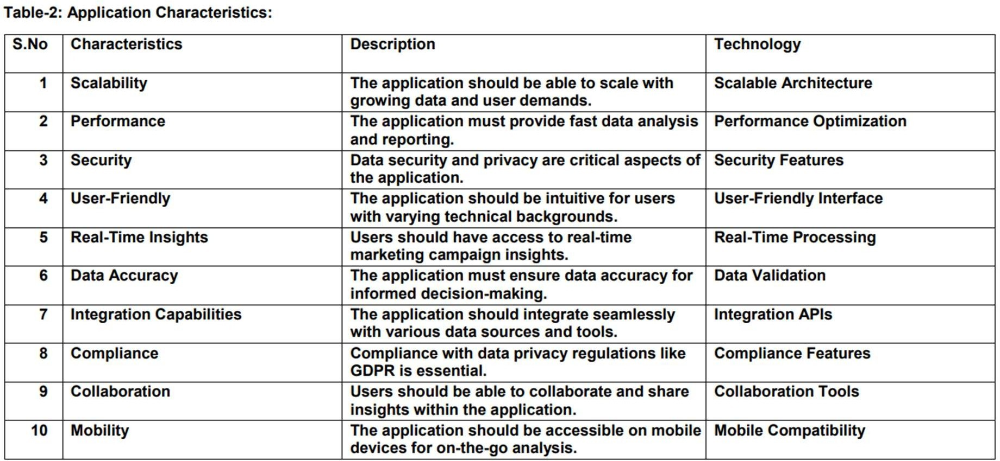 Table-2: Application Characteristics:
S.No Characteristics Description Technology
1 Scalability The application should be able to scale with Scalable Architecture
growing data and user demands.
2 Performance The application must provide fast data analysis Performance Optimization
and reporting.
3 Security Data security and privacy are critical aspects of Security Features
the application.
4 User-Friendly The application should be intuitive for users User-Friendly Interface
with varying technical backgrounds.
5 Real-Time Insights Users should have access to real-time Real-Time Processing
marketing campaign insights.
6 Data Accuracy The application must ensure data accuracy for Data Validation
informed decision-making.
7 Integration Capabilities The application should integrate seamlessly Integration APIs
with various data sources and tools.
8 Compliance Compliance with data privacy regulations like Compliance Features
GDPR is essential.
9 Collaboration Users should be able to collaborate and share Collaboration Tools
insights within the application.
10 Mobility The application should be accessible on mobile Mobile Compatibility
devices for on-the-go analysis.